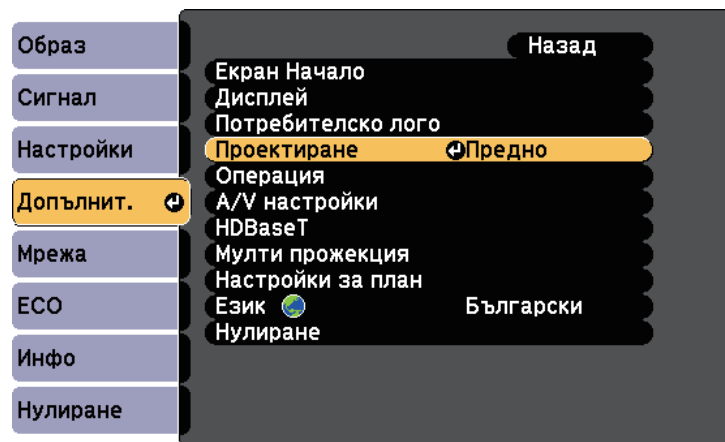 Образ
Сигнал
Настройки
Допълнит.
Мрежа
ECO
Инфо
Нулиране
Назад
Екран Начало
Дисплей
Потребителско лого
Проектиране Предно
Операция
A/V настройки
HDBaseT
Мулти прожекция
Настройки за план
Език Български
Нулиране